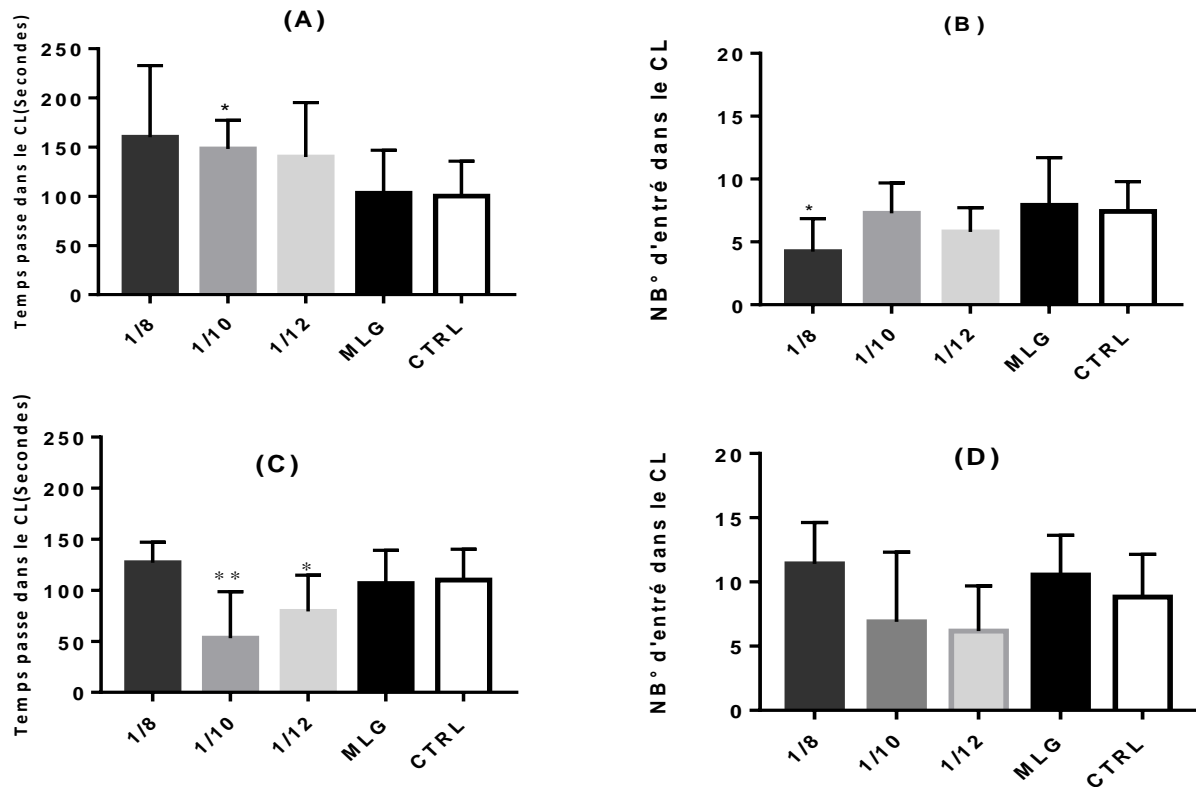 (A)
Temps passe dans le CL(Secondes)
250
200
150
100
50
0
*
1/8
1/10
1/12
MLG
CTRL
(B)
NB° d'entré dans le CL
20
15
10
5
0
*
1/8
1/10
1/12
MLG
CTRL
(C)
Temps passe dans le CL(Secondes)
250
200
150
100
50
0
**
*
1/8
1/10
1/12
MLG
CTRL
(D)
NB° d'entré dans le CL
20
15
10
5
0
1/8
1/10
1/12
MLG
CTRL